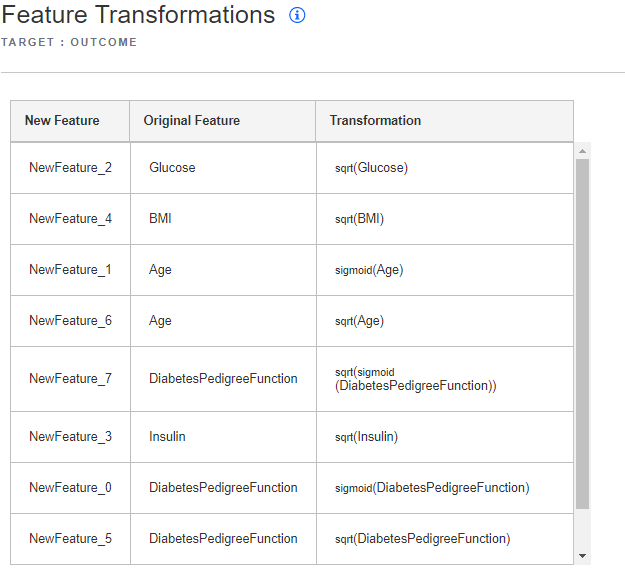 Feature Transformations
TARGET : OUTCOME
New Feature Original Feature Transformation
NewFeature_2 Glucose sqrt(Glucose)
NewFeature_4 BMI sqrt(BMI)
NewFeature_1 Age sigmoid(Age)
NewFeature_6 Age sqrt(Age)
NewFeature_7 DiabetesPedigreeFunction sqrt(sigmoid
(DiabetesPedigreeFunction))
NewFeature_3 Insulin sqrt(Insulin)
NewFeature_0 DiabetesPedigreeFunction sigmoid(DiabetesPedigreeFunction)
NewFeature_5 DiabetesPedigreeFunction sqrt(DiabetesPedigreeFunction)